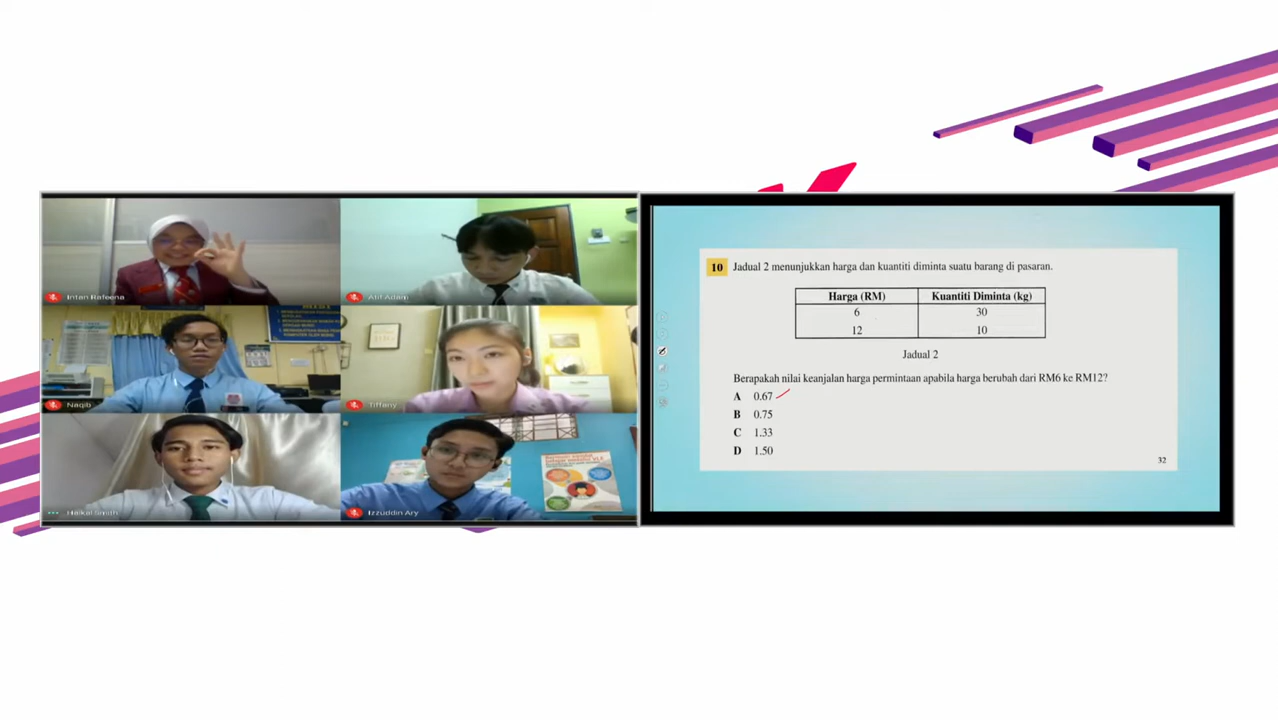 Intan Rafeena
Afif Adam
Naqib
Tiffany
Haikal Smith
Izzuddin Ary
10 Jadual 2 menunjukkan harga dan kuantiti diminta suatu barang di pasaran.
Harga (RM) Kuantiti Diminta (kg)
6 30
12 10
Jadual 2
Berapakah nilai keanjalan harga permintaan apabila harga berubah dari RM6 ke RM12?
A 0.67
B 0.75
C 1.33
D 1.50
32